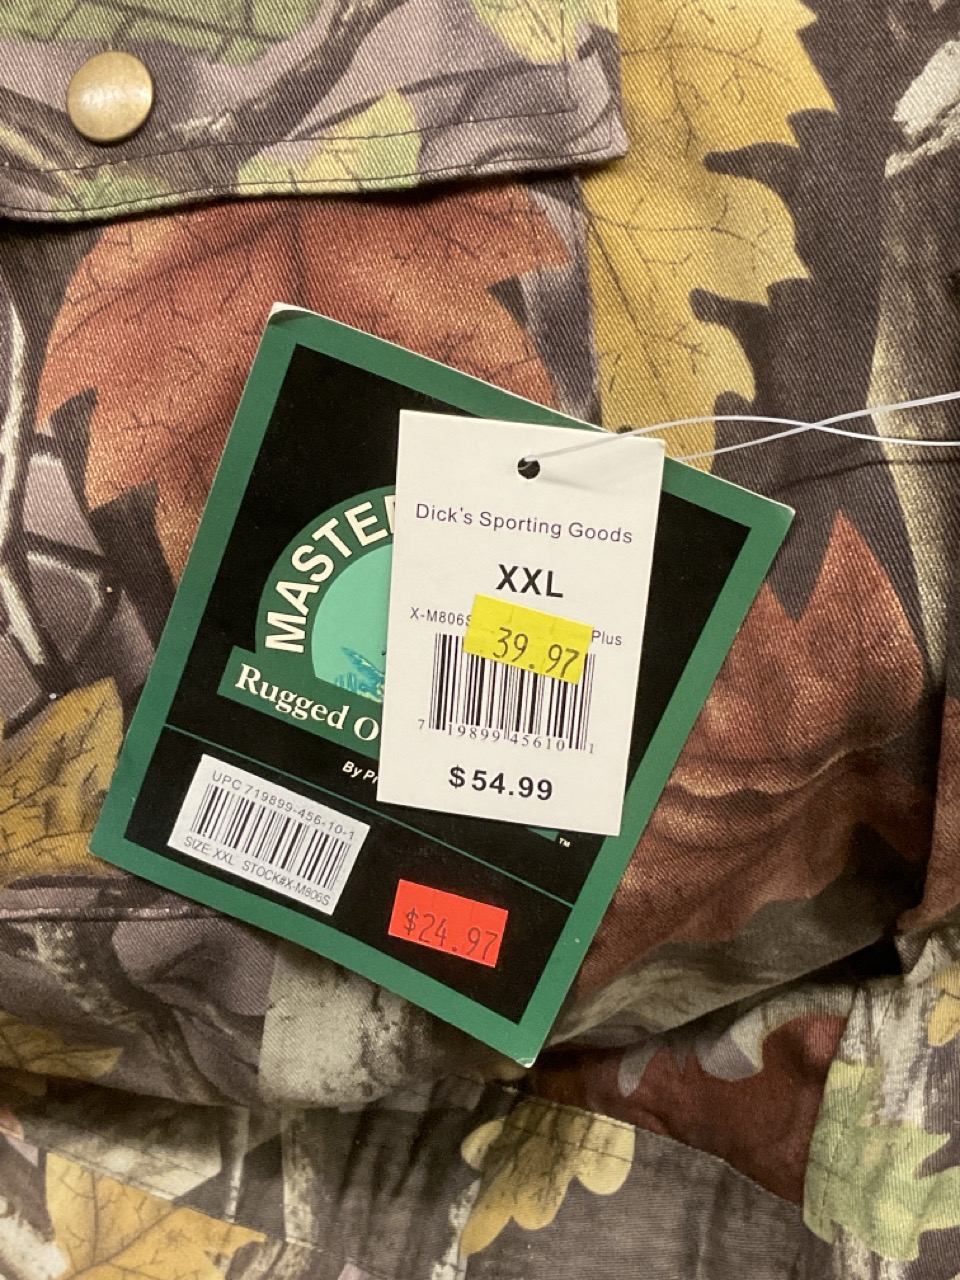 Dick's Sporting Goods
XXL
X-M806S Plus
39.97
7 19899 45610 1
$54.99
Rugged
By
UPC 719899-456-10-1
SIZE: XXL STOCK#X-M806S
™
$24.97